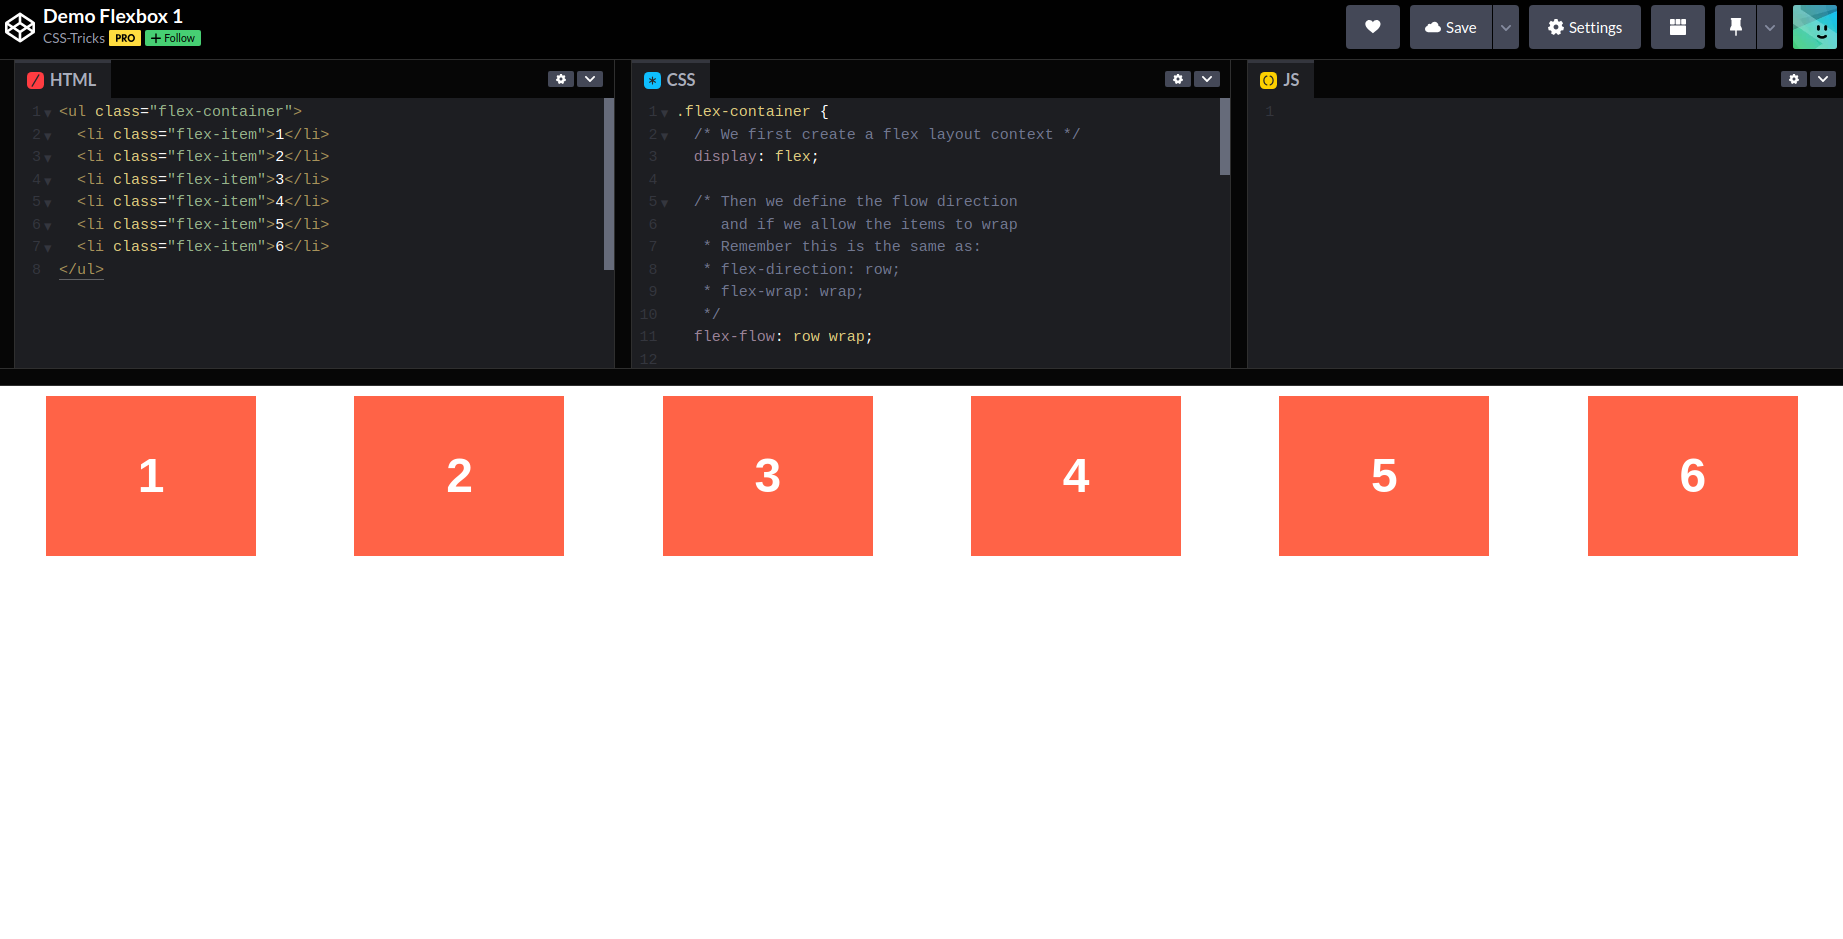 Demo Flexbox 1
CSS-Tricks PRO + Follow
Save
Settings
HTML
1 <ul class="flex-container">
2 <li class="flex-item">1</li>
3 <li class="flex-item">2</li>
4 <li class="flex-item">3</li>
5 <li class="flex-item">4</li>
6 <li class="flex-item">5</li>
7 <li class="flex-item">6</li>
8 </ul>
CSS
1 .flex-container {
2 /* We first create a flex layout context */
3 display: flex;
4
5 /* Then we define the flow direction
6 and if we allow the items to wrap
7 * Remember this is the same as:
8 * flex-direction: row;
9 * flex-wrap: wrap;
10 */
11 flex-flow: row wrap;
12
JS
1
1 2 3 4 5 6